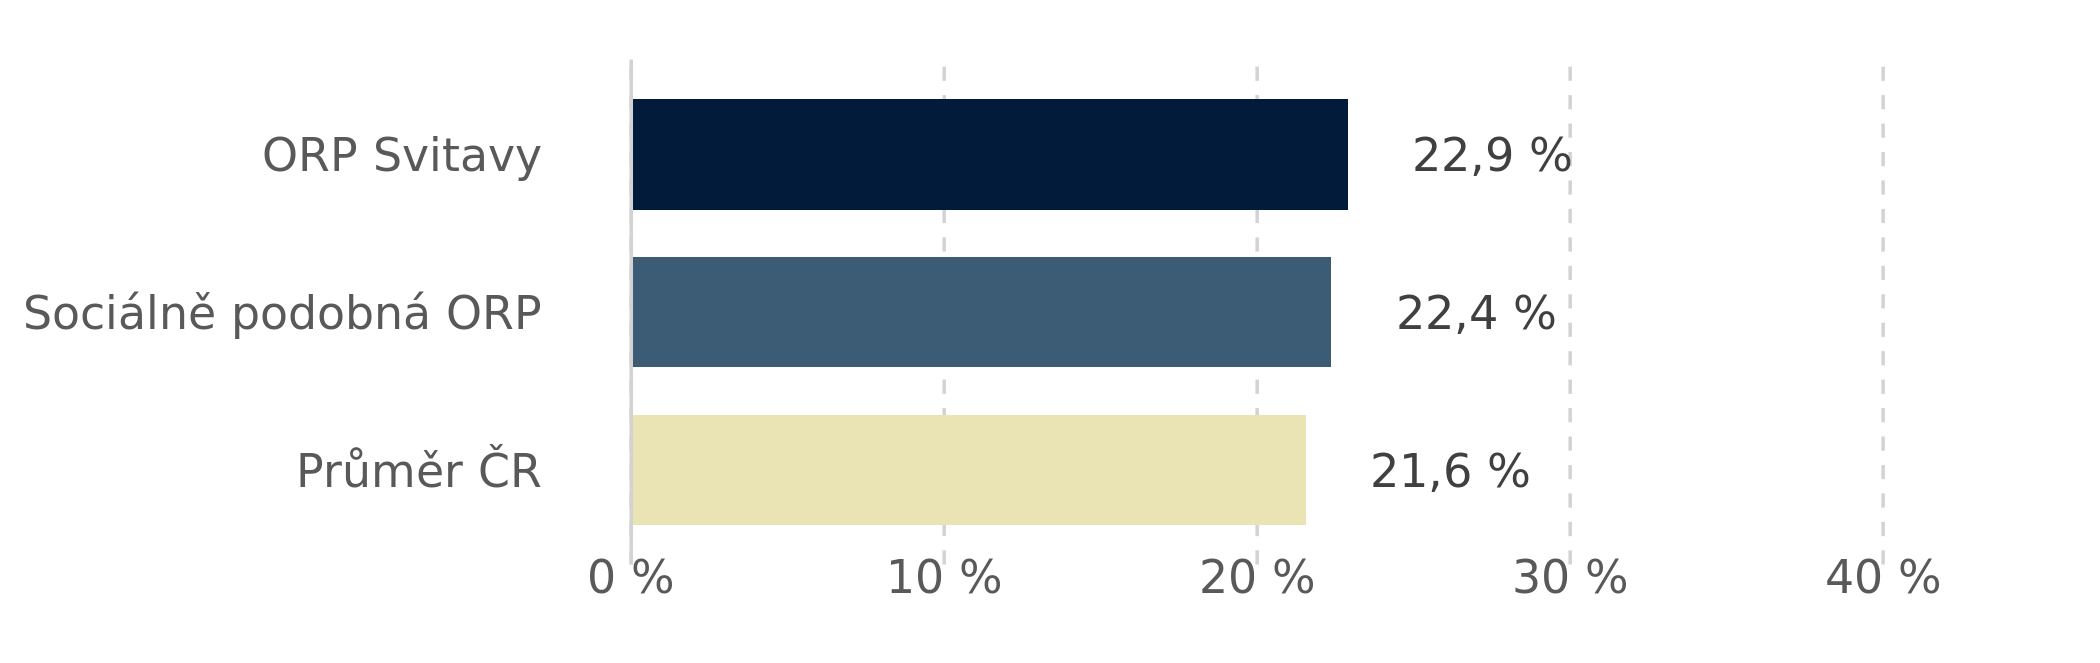 ORP Svitavy
22,9 %
Sociálně podobná ORP
22,4 %
Průměr ČR
21,6 %
0 % 10 % 20 % 30 % 40 %